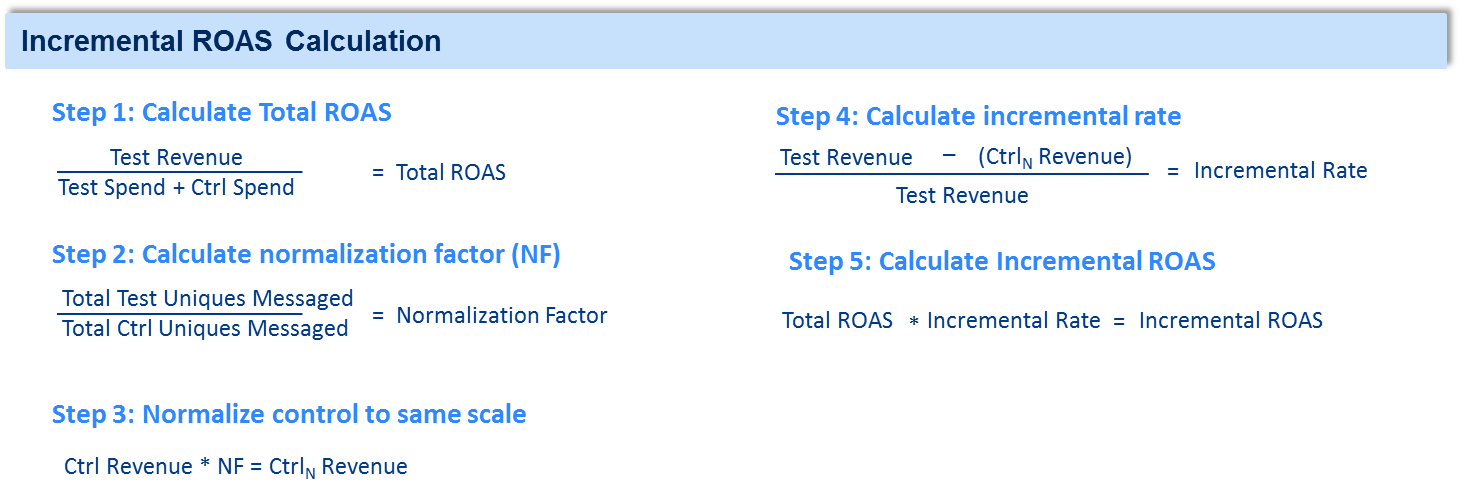 Incremental ROAS Calculation
Step 1: Calculate Total ROAS
Test Revenue
Test Spend + Ctrl Spend
= Total ROAS
Step 2: Calculate normalization factor (NF)
Total Test Uniques Messaged
Total Ctrl Uniques Messaged
= Normalization Factor
Step 3: Normalize control to same scale
Ctrl Revenue * NF = CtrlN Revenue
Step 4: Calculate incremental rate
Test Revenue – (CtrlN Revenue)
Test Revenue
= Incremental Rate
Step 5: Calculate Incremental ROAS
Total ROAS * Incremental Rate = Incremental ROAS